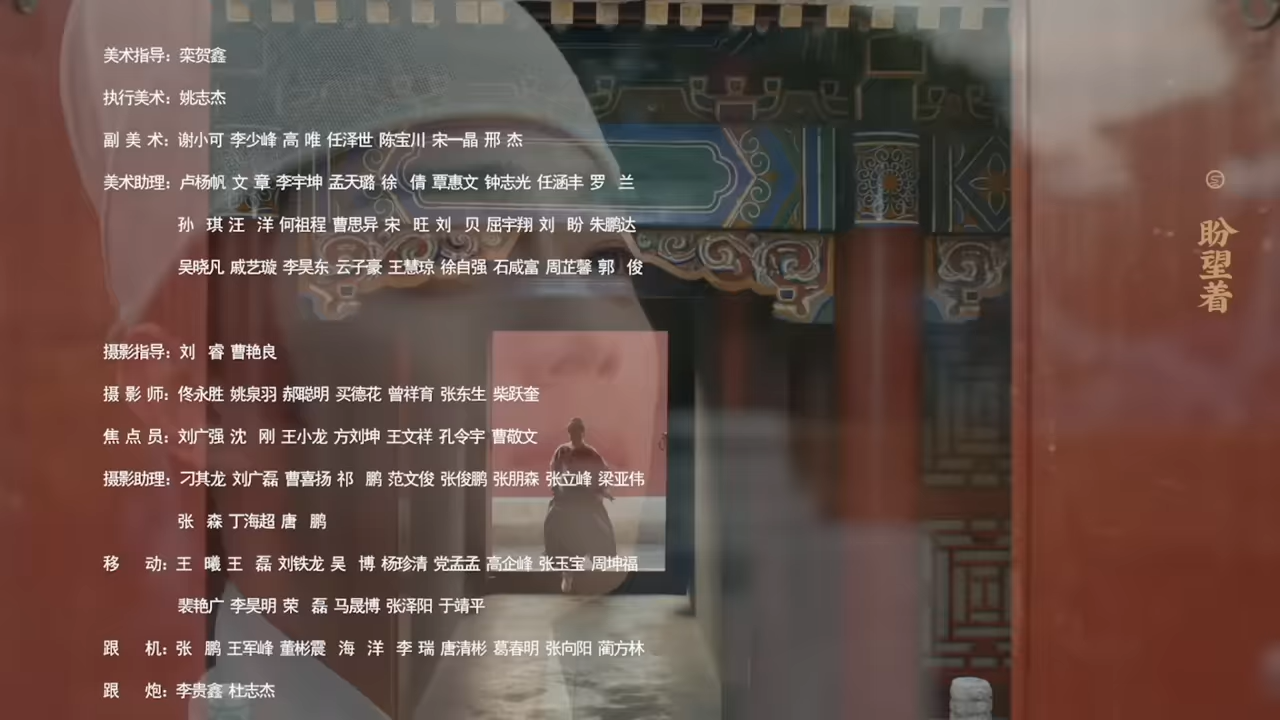 美术指导：栾贺鑫
执行美术：姚志杰
副 美 术：谢小可 李少峰 高 唯 任泽世 陈宝川 宋一晶 邢 杰
美术助理：卢杨帆 文 章 李宇坤 孟天璐 徐 倩 覃惠文 钟志光 任涵丰 罗 兰
孙 琪 汪 洋 何祖程 曹思异 宋 旺 刘 贝 屈宇翔 刘 盼 朱鹏达
吴晓凡 戚艺璇 李昊东 云子豪 王慧琼 徐自强 石咸富 周芷馨 郭 俊
摄影指导：刘 睿 曹艳良
摄 影 师：佟永胜 姚泉羽 郝聪明 买德花 曾祥育 张东生 柴跃奎
焦 点 员：刘广强 沈 刚 王小龙 方刘坤 王文祥 孔令宇 曹敬文
摄影助理：刁其龙 刘广磊 曹喜扬 祁 鹏 范文俊 张俊鹏 张朋森 张立峰 梁亚伟
张 森 丁海超 唐 鹏
移 动：王 曦 王 磊 刘铁龙 吴 博 杨珍清 党孟孟 高企峰 张玉宝 周坤福
裴艳广 李昊明 荣 磊 马晟博 张泽阳 于靖平
跟 机：张 鹏 王军峰 董彬震 海 洋 李 瑞 唐清彬 葛春明 张向阳 蔺方林
跟 炮：李贵鑫 杜志杰
盼望着